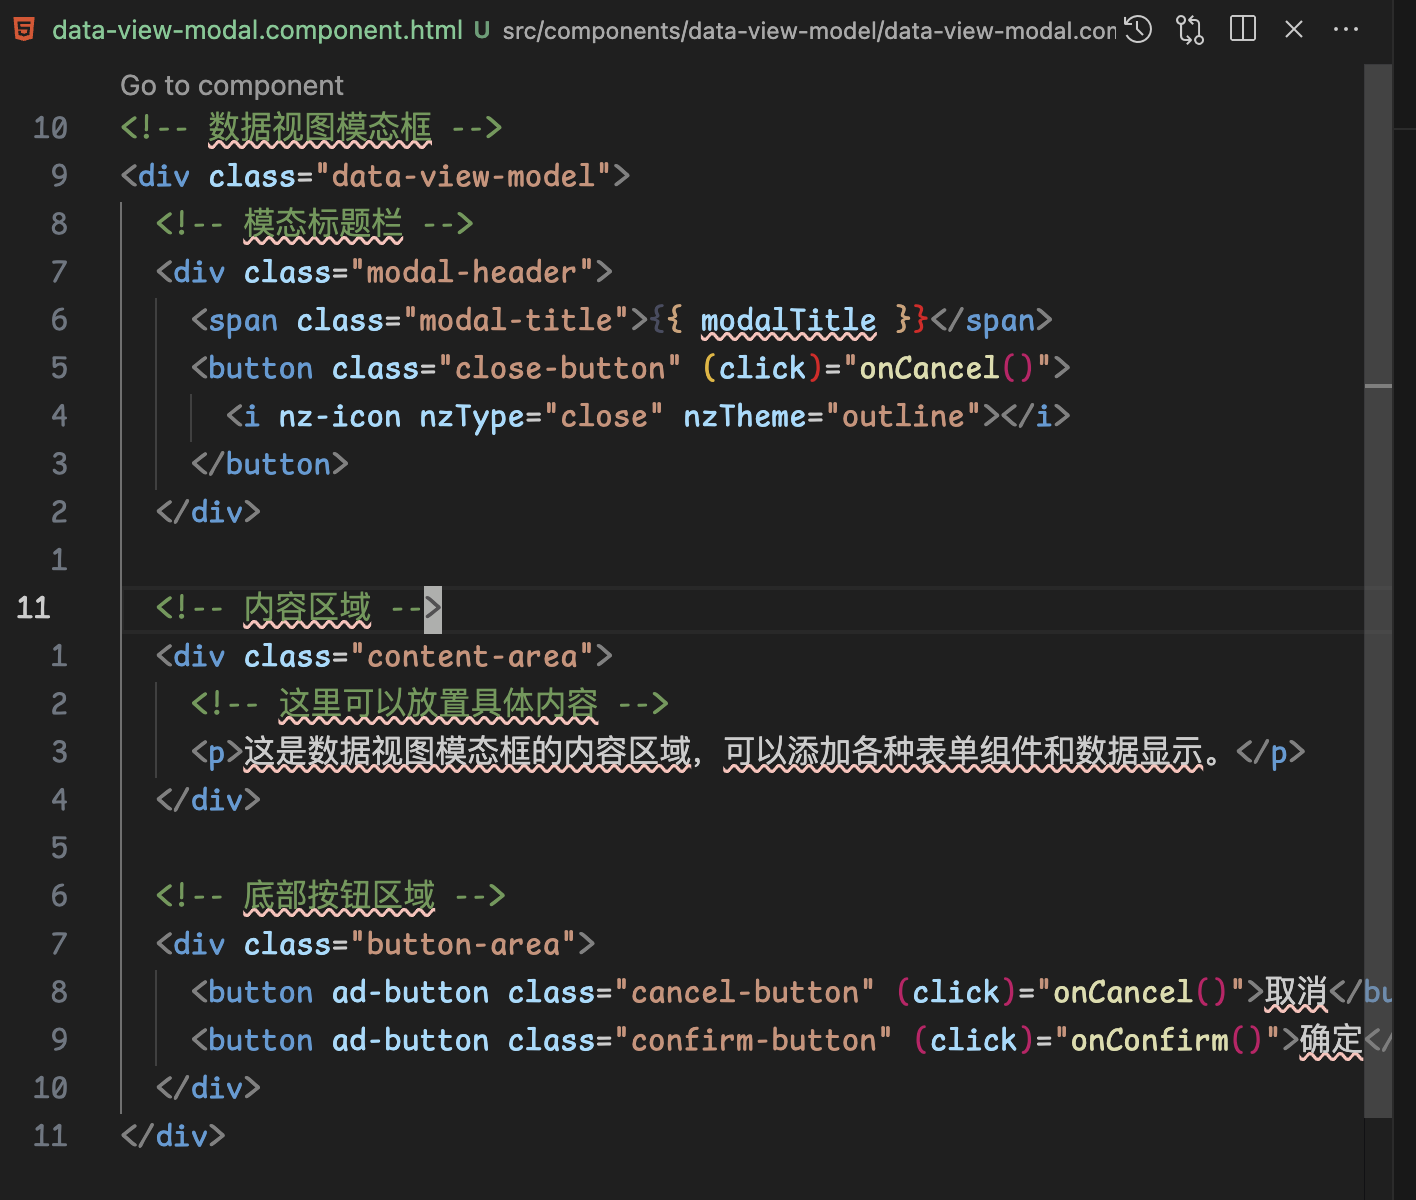 data-view-modal.component.html U src/components/data-view-model/data-view-modal.con
Go to component
10 <!-- 数据视图模态框 -->
9 <div class="data-view-model">
8 <!-- 模态标题栏 -->
7 <div class="modal-header">
6 <span class="modal-title">{{ modalTitle }}</span>
5 <button class="close-button" (click)="onCancel()">
4 <i nz-icon nzType="close" nzTheme="outline"></i>
3 </button>
2 </div>
1
11 <!-- 内容区域 -->
1 <div class="content-area">
2 <!-- 这里可以放置具体内容 -->
3 <p>这是数据视图模态框的内容区域，可以添加各种表单组件和数据显示。</p>
4 </div>
5
6 <!-- 底部按钮区域 -->
7 <div class="button-area">
8 <button ad-button class="cancel-button" (click)="onCancel()">取消</bu
9 <button ad-button class="confirm-button" (click)="onConfirm()">确定</
10 </div>
11 </div>